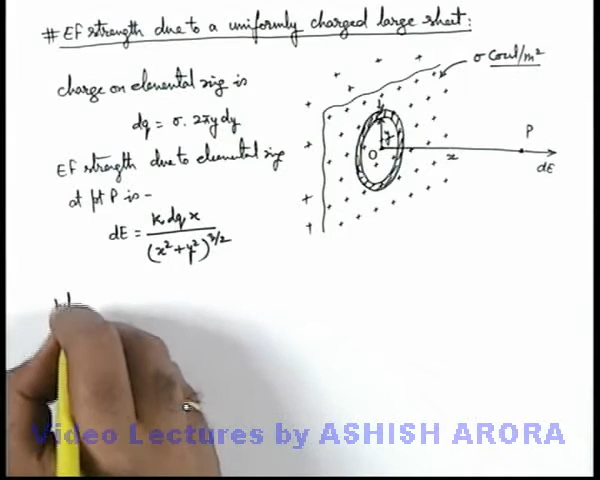 # EF strength due to a uniformly charged large sheet:
charge on elemental ring is
dq = σ. 2πy dy
EF strength due to elemental ring
at pt P is -
dE = K dq x / (x² + y²)^3/2
σ Coul/m²
y
O
x
P
dE
Video Lectures by ASHISH ARORA